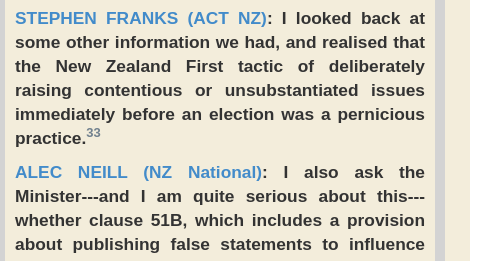 STEPHEN FRANKS (ACT NZ): I looked back at
some other information we had, and realised that
the New Zealand First tactic of deliberately
raising contentious or unsubstantiated issues
immediately before an election was a pernicious
practice.33
ALEC NEILL (NZ National): I also ask the
Minister---and I am quite serious about this---
whether clause 51B, which includes a provision
about publishing false statements to influence